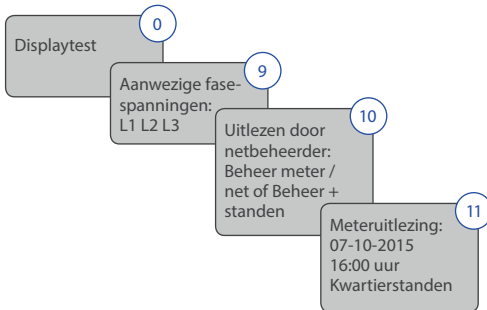 0
Displaytest
9
Aanwezige fase-
spanningen:
L1 L2 L3
10
Uitlezen door
netbeheerder:
Beheer meter /
net of Beheer +
standen
11
Meteruitlezing:
07-10-2015
16:00 uur
Kwartierstanden